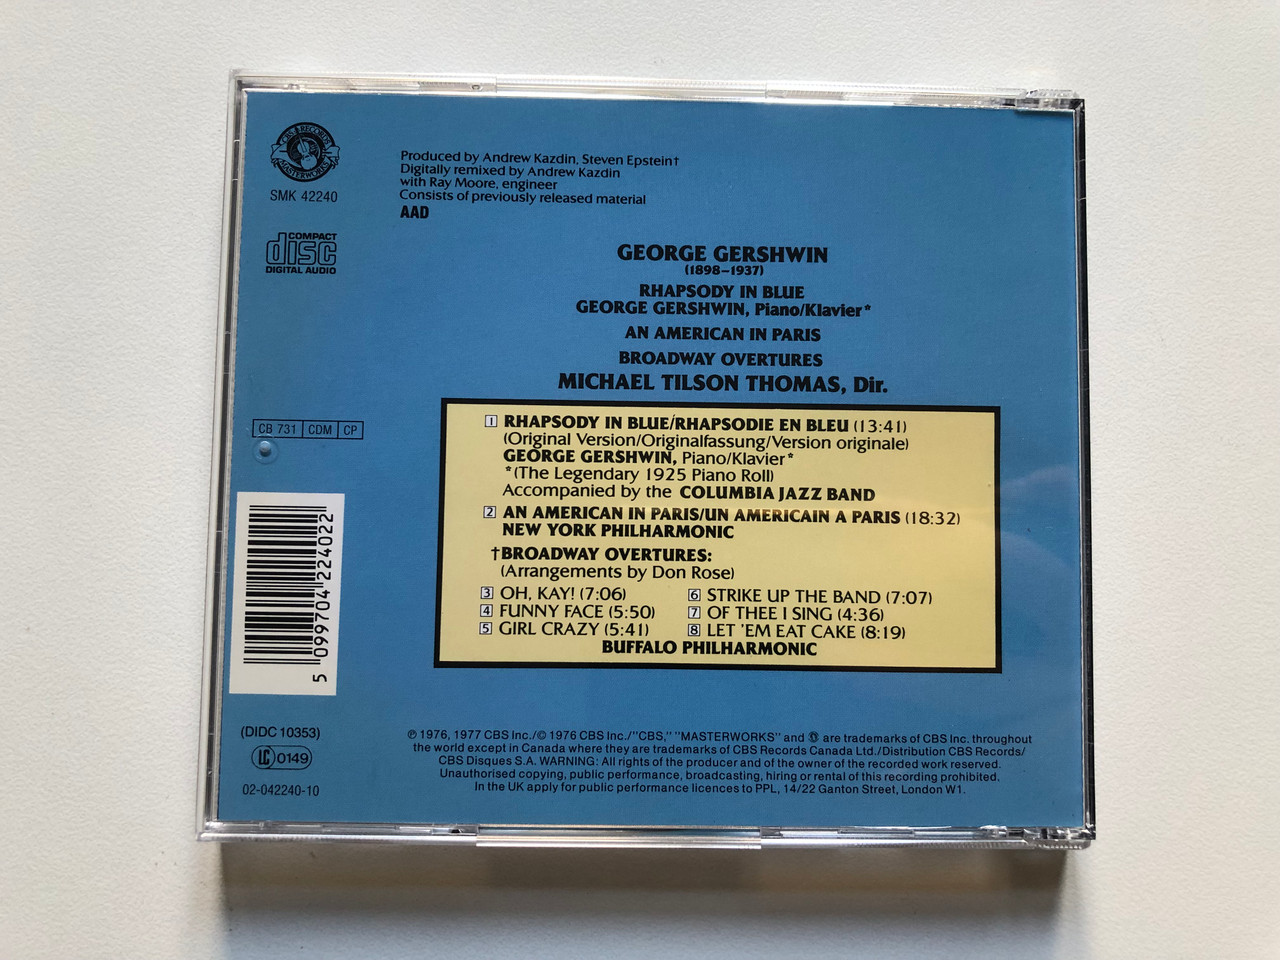 CBS RECORDS
MASTERWORKS
SMK 42240
COMPACT
disc
DIGITAL AUDIO
Produced by Andrew Kazdin, Steven Epstein†
Digitally remixed by Andrew Kazdin
with Ray Moore, engineer
Consists of previously released material
AAD
GEORGE GERSHWIN
(1898–1937)
RHAPSODY IN BLUE
GEORGE GERSHWIN, Piano/Klavier*
AN AMERICAN IN PARIS
BROADWAY OVERTURES
MICHAEL TILSON THOMAS, Dir.
1 RHAPSODY IN BLUE/RHAPSODIE EN BLEU (13:41)
(Original Version/Originalfassung/Version originale)
GEORGE GERSHWIN, Piano/Klavier*
*(The Legendary 1925 Piano Roll)
Accompanied by the COLUMBIA JAZZ BAND
2 AN AMERICAN IN PARIS/UN AMERICAIN A PARIS (18:32)
NEW YORK PHILHARMONIC
†BROADWAY OVERTURES:
(Arrangements by Don Rose)
3 OH, KAY! (7:06)
4 FUNNY FACE (5:50)
5 GIRL CRAZY (5:41)
6 STRIKE UP THE BAND (7:07)
7 OF THEE I SING (4:36)
8 LET 'EM EAT CAKE (8:19)
BUFFALO PHILHARMONIC
CB 731 CDM CP
5 099704 224022
(DIDC 10353)
LC 0149
02-042240-10
℗ 1976, 1977 CBS Inc./© 1976 CBS Inc./"CBS," "MASTERWORKS" and are trademarks of CBS Inc. throughout
the world except in Canada where they are trademarks of CBS Records Canada Ltd./Distribution CBS Records/
CBS Disques S.A. WARNING: All rights of the producer and of the owner of the recorded work reserved.
Unauthorised copying, public performance, broadcasting, hiring or rental of this recording prohibited.
In the UK apply for public performance licences to PPL, 14/22 Ganton Street, London W1.